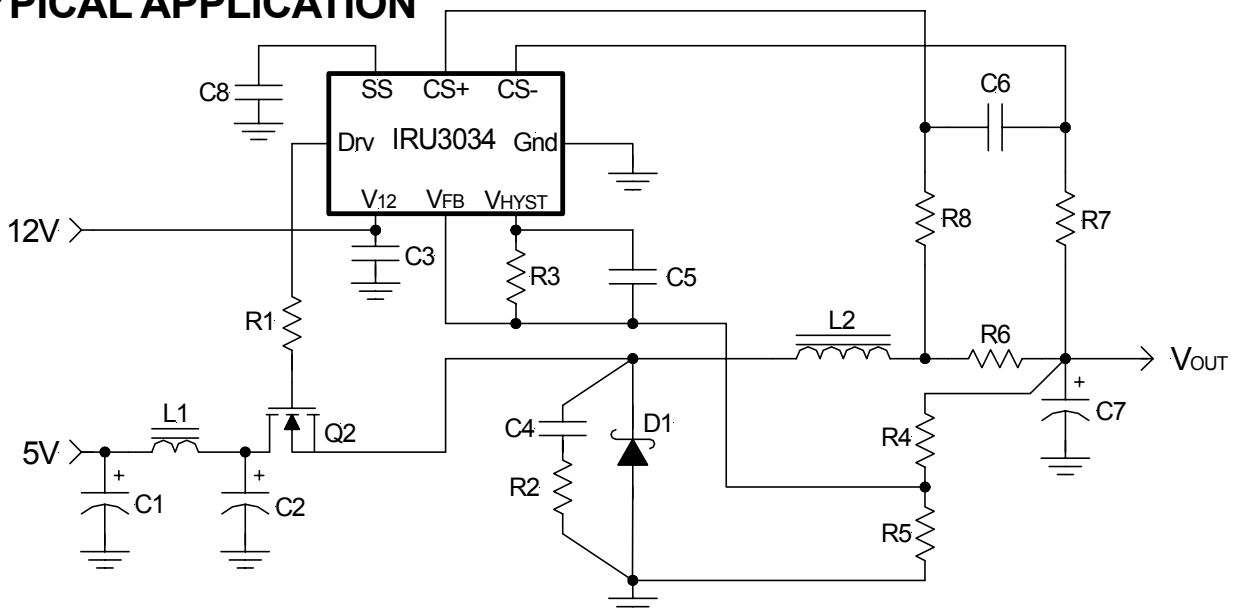 YPICAL APPLICATION
C8
SS CS+ CS-
C6
Drv IRU3034 Gnd
V12 VFB VHYST
R8 R7
12V
C3
R3 C5
R1
L2
R6
VOUT
+
C7
L1
Q2
C4 D1
R4
5V
+ +
C1 C2
R2
R5